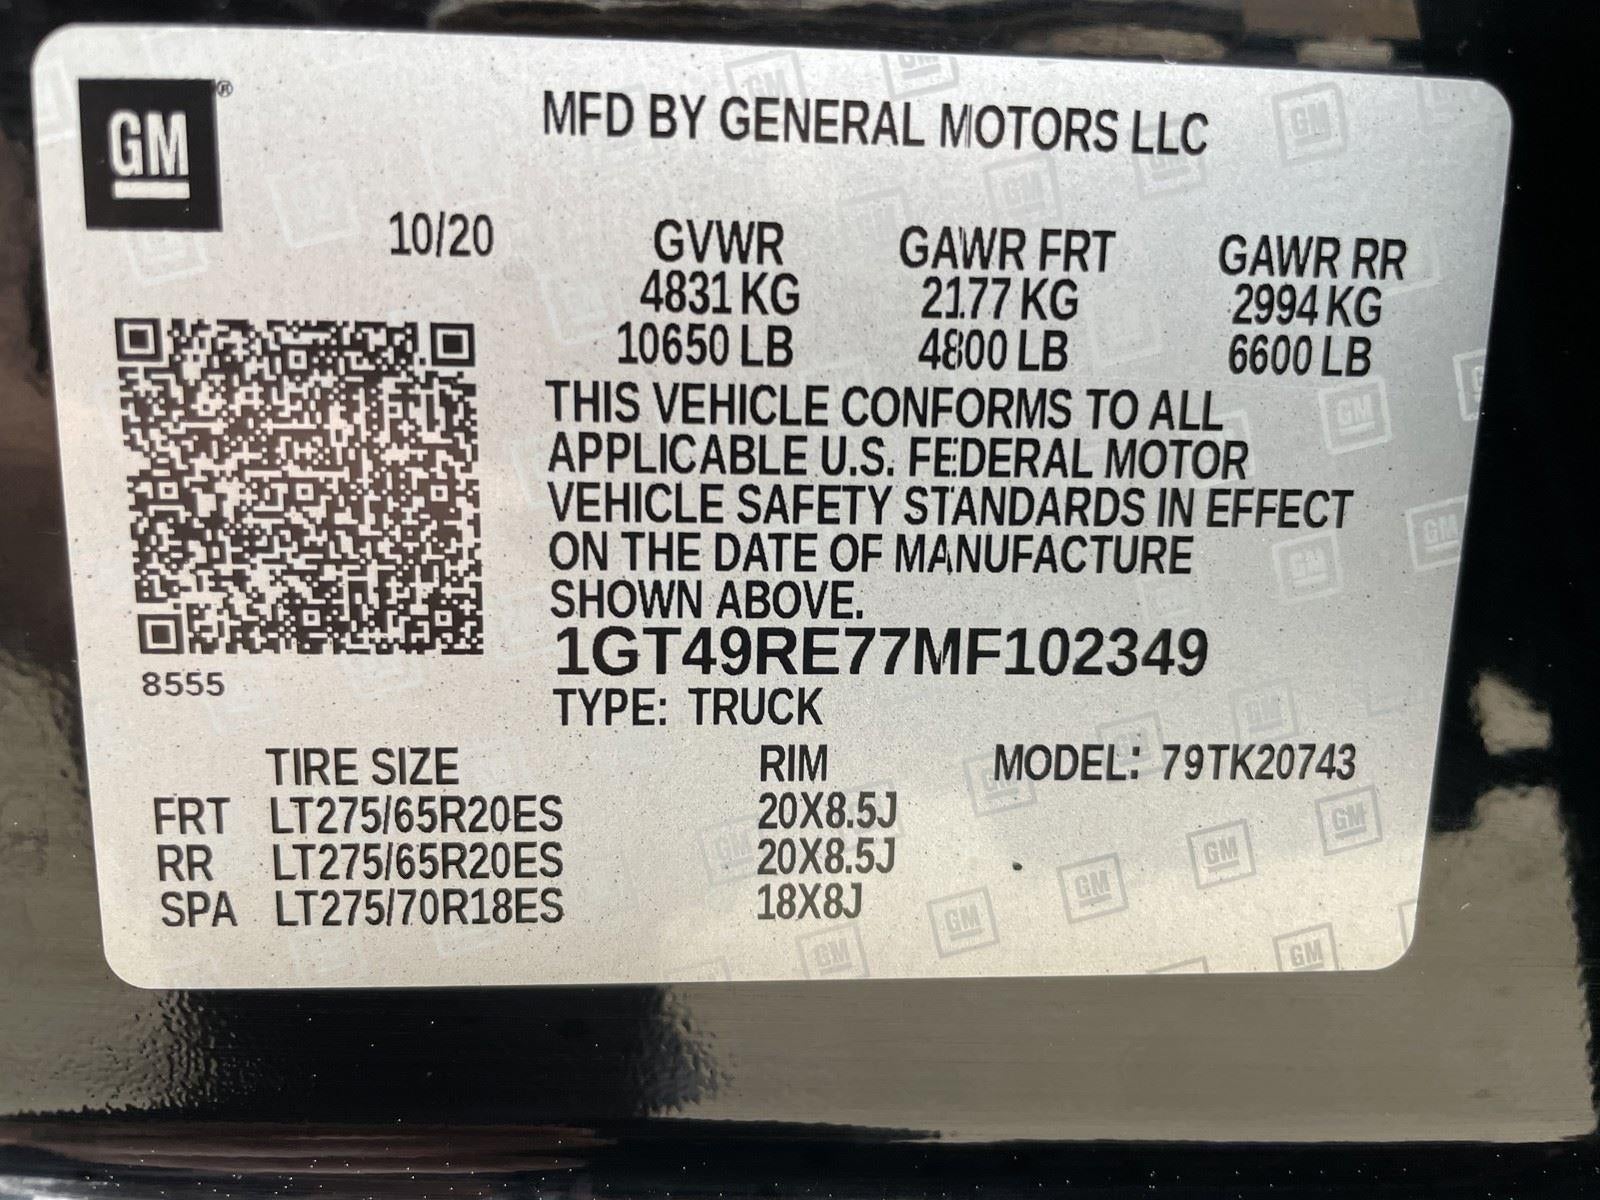 GM ®
MFD BY GENERAL MOTORS LLC
10/20 GVWR GAWR FRT GAWR RR
4831 KG 2177 KG 2994 KG
10650 LB 4800 LB 6600 LB
THIS VEHICLE CONFORMS TO ALL
APPLICABLE U.S. FEDERAL MOTOR
VEHICLE SAFETY STANDARDS IN EFFECT
ON THE DATE OF MANUFACTURE
SHOWN ABOVE.
1GT49RE77MF102349
8555
TYPE: TRUCK
TIRE SIZE RIM MODEL: 79TK20743
FRT LT275/65R20ES 20X8.5J
RR LT275/65R20ES 20X8.5J
SPA LT275/70R18ES 18X8J